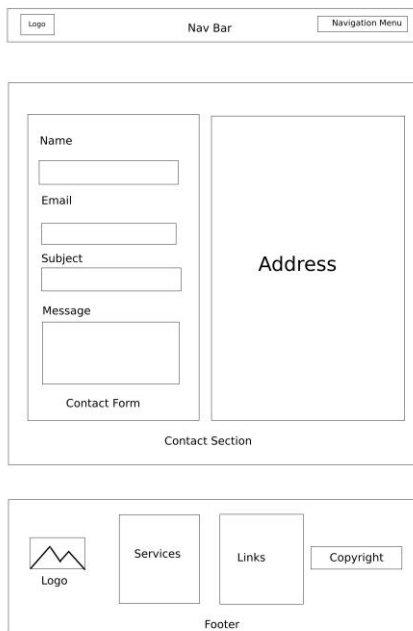 Logo
Nav Bar
Navigation Menu
Name
Email
Subject
Message
Contact Form
Address
Contact Section
Logo
Services
Links
Copyright
Footer